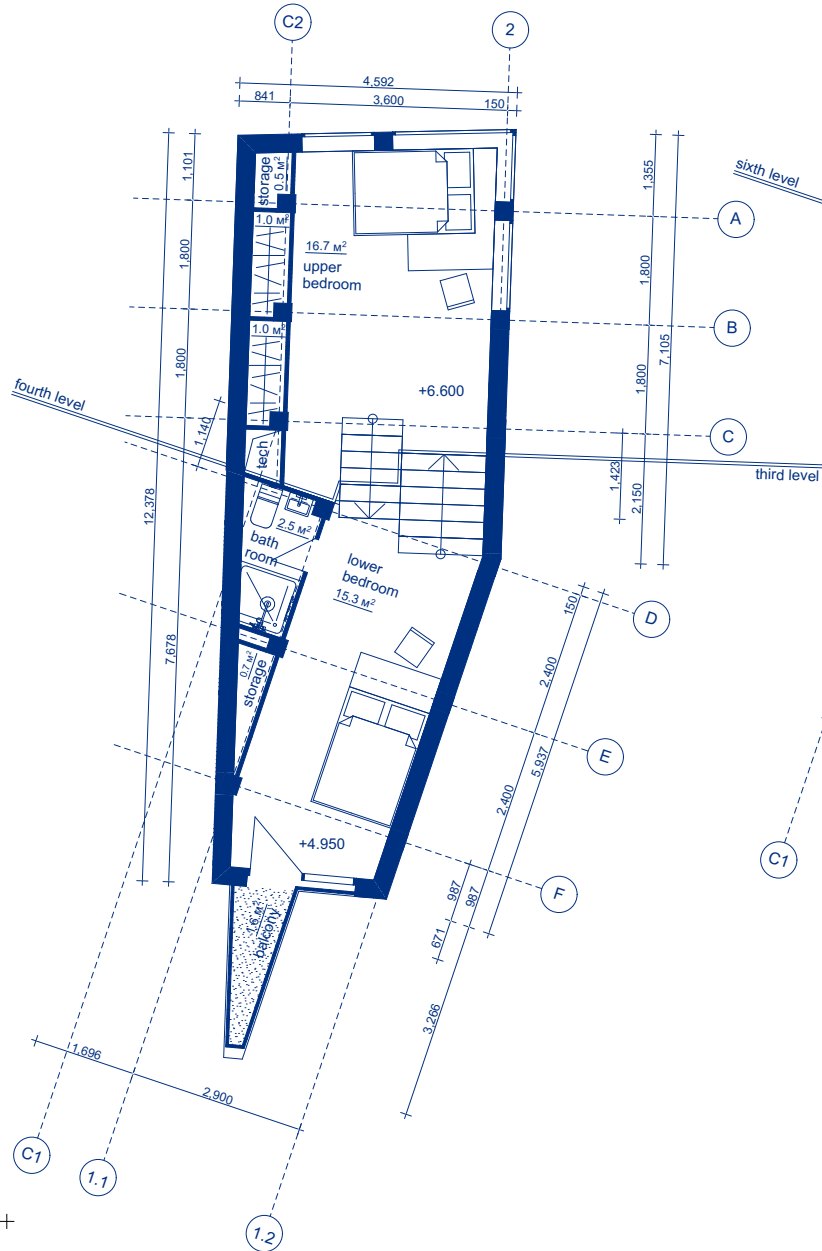 C2
2
4,592
841
3,600
150
sixth level
1,101
storage
0.5 м²
1,355
A
1.0 м²
16.7 м²
upper
bedroom
1,800
1,800
B
1.0 м²
7,105
1,800
1,800
+6.600
fourth level
1,140
C
tech
third level
1,423
2,150
12,378
2.5 м²
bath
room
lower
bedroom
15.3 м²
150
D
7,678
0.7 м²
storage
2,400
E
5,937
2,400
+4.950
C1
F
987
987
1.6 м²
balcony
671
3,266
1,696
2,900
C1
1.1
1.2